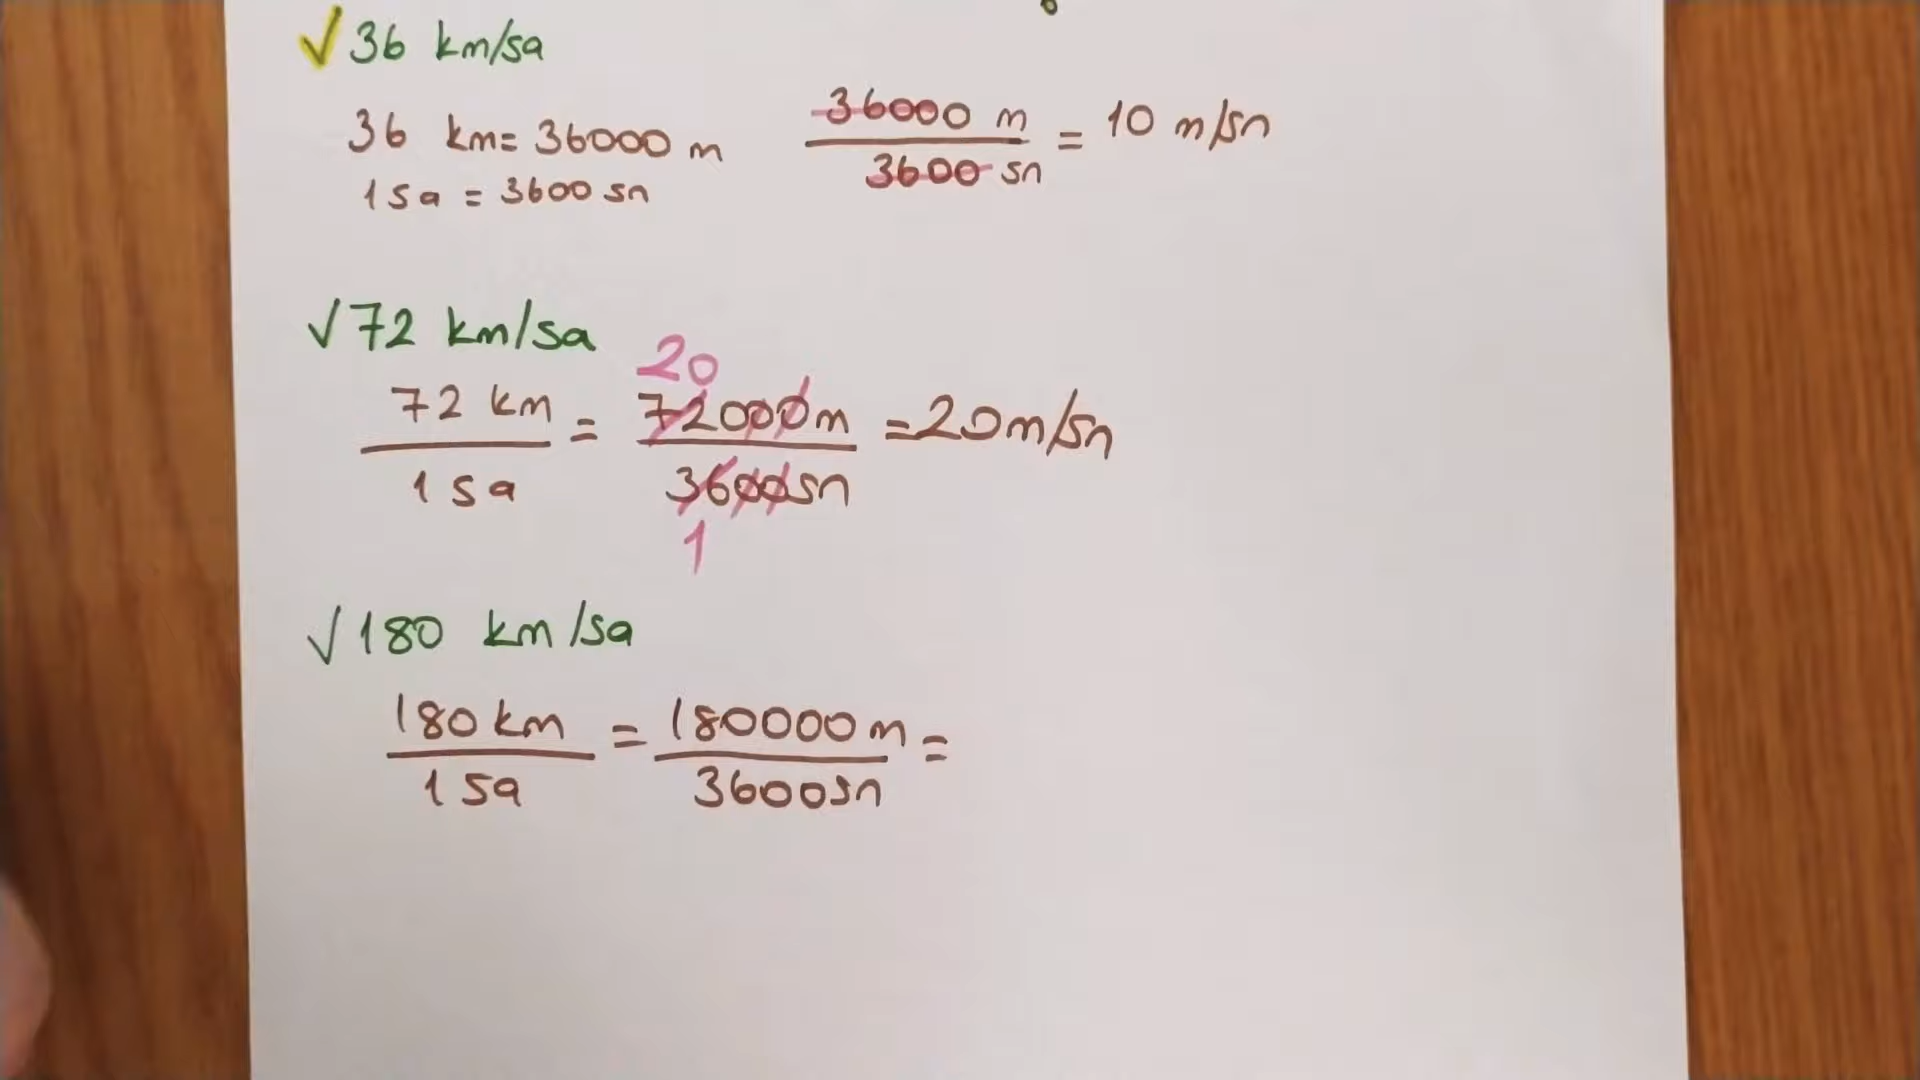 √ 36 km/sa
36 km = 36000 m
1 sa = 3600 sn
36000 m / 3600 sn = 10 m/sn
√ 72 km/sa
20
72 km / 1 sa = 72000 m / 3600 sn = 20 m/sn
1
√ 180 km/sa
180 km / 1 sa = 180000 m / 3600 sn =